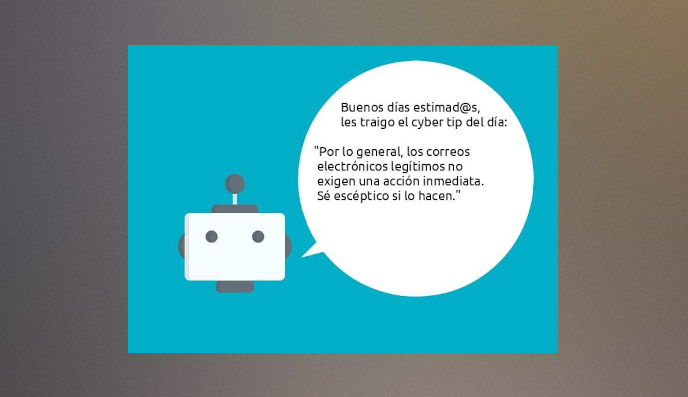 Buenos días estimad@s,
les traigo el cyber tip del día:
"Por lo general, los correos
electrónicos legítimos no
exigen una acción inmediata.
Sé escéptico si lo hacen."